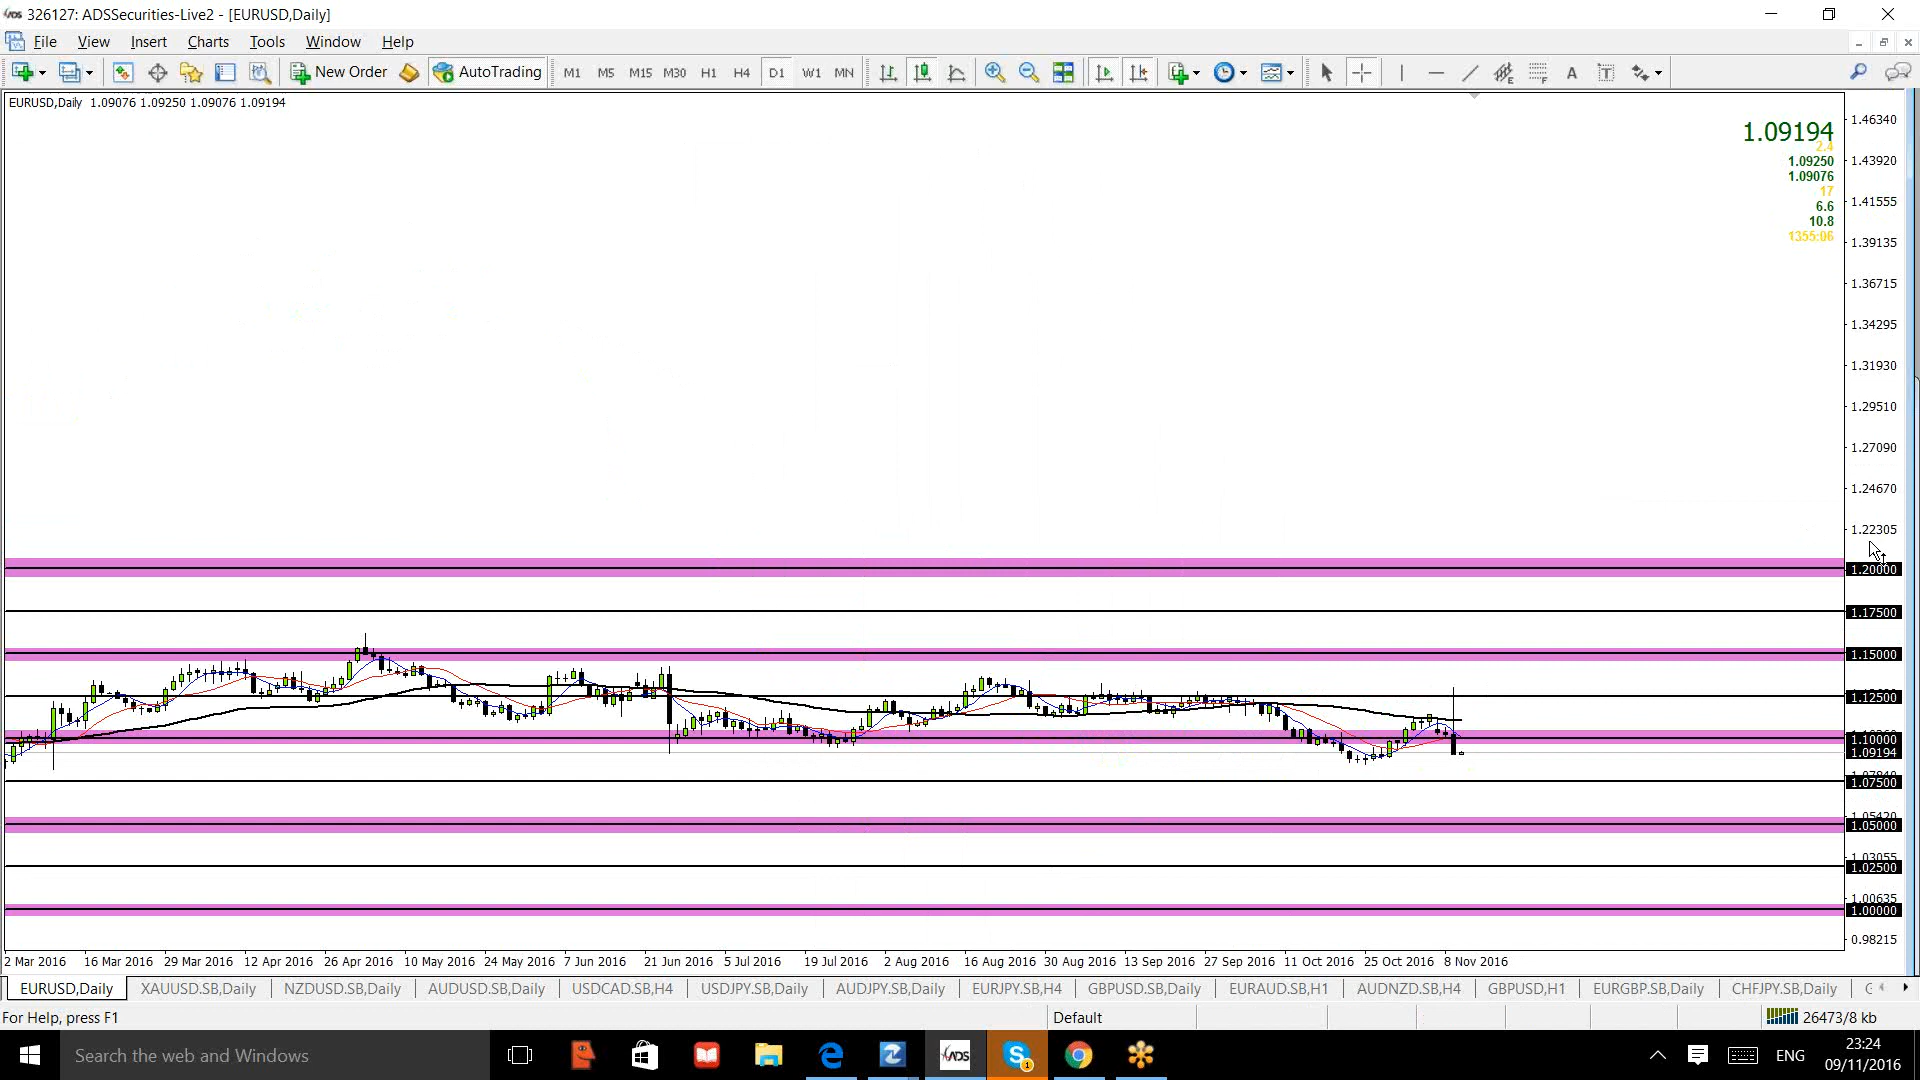 326127: ADSSecurities-Live2 - [EURUSD,Daily]
File View Insert Charts Tools Window Help
New Order AutoTrading M1 M5 M15 M30 H1 H4 D1 W1 MN
EURUSD,Daily 1.09076 1.09250 1.09076 1.09194
1.09194
2.4
1.09250
1.09076
17
6.6
10.8
1355:06
1.46340
1.43920
1.41555
1.39135
1.36715
1.34295
1.31930
1.29510
1.27090
1.24670
1.22305
1.20000
1.17500
1.15000
1.12500
1.10000
1.09194
1.07500
1.05420
1.05000
1.03055
1.02500
1.00635
1.00000
0.98215
2 Mar 2016 16 Mar 2016 29 Mar 2016 12 Apr 2016 26 Apr 2016 10 May 2016 24 May 2016 7 Jun 2016 21 Jun 2016 5 Jul 2016 19 Jul 2016 2 Aug 2016 16 Aug 2016 30 Aug 2016 13 Sep 2016 27 Sep 2016 11 Oct 2016 25 Oct 2016 8 Nov 2016
EURUSD,Daily XAUUSD.SB,Daily NZDUSD.SB,Daily AUDUSD.SB,Daily USDCAD.SB,H4 USDJPY.SB,Daily AUDJPY.SB,Daily EURJPY.SB,H4 GBPUSD.SB,Daily EURAUD.SB,H1 AUDNZD.SB,H4 GBPUSD,H1 EURGBP.SB,Daily CHFJPY.SB,Daily
For Help, press F1
Default
26473/8 kb
Search the web and Windows
ADS
ENG
23:24
09/11/2016